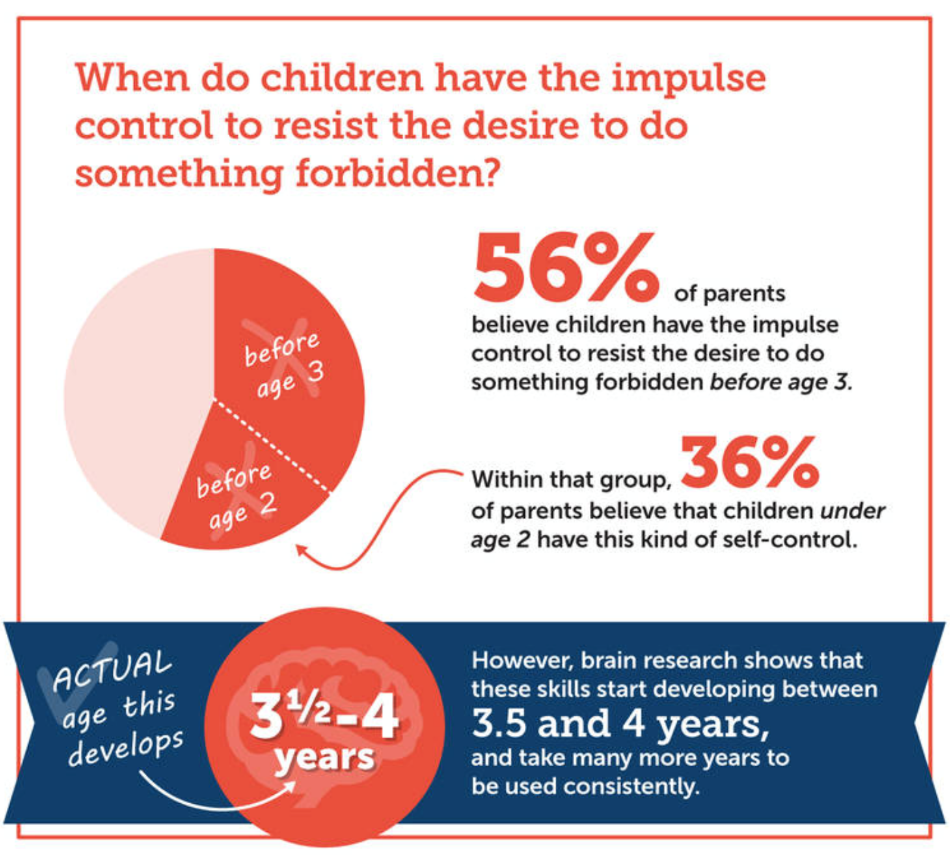 When do children have the impulse
control to resist the desire to do
something forbidden?
before
age 3
before
age 2
56% of parents
believe children have the impulse
control to resist the desire to do
something forbidden before age 3.
Within that group, 36%
of parents believe that children under
age 2 have this kind of self-control.
ACTUAL
age this
develops
3½-4
years
However, brain research shows that
these skills start developing between
3.5 and 4 years,
and take many more years to
be used consistently.